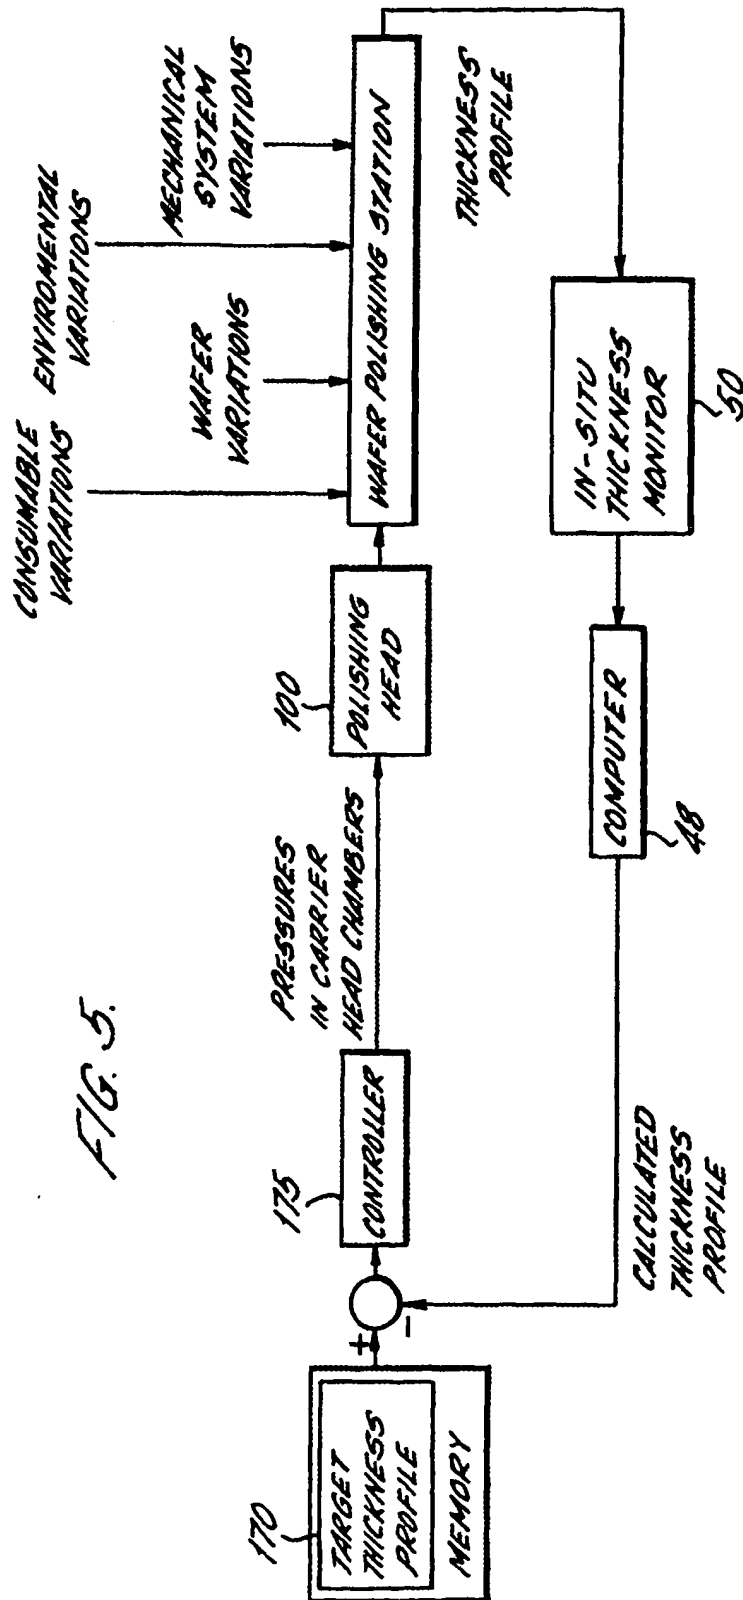 FIG. 5.
CONSUMABLE
VARIATIONS
ENVIROMENTAL
VARIATIONS
WAFER
VARIATIONS
MECHANICAL
SYSTEM
VARIATIONS
170
TARGET
THICKNESS
PROFILE
MEMORY
+
-
175
CONTROLLER
PRESSURES
IN CARRIER
HEAD CHAMBERS
100
POLISHING
HEAD
WAFER POLISHING STATION
THICKNESS
PROFILE
IN-SITU
THICKNESS
MONITOR
50
COMPUTER
48
CALCULATED
THICKNESS
PROFILE